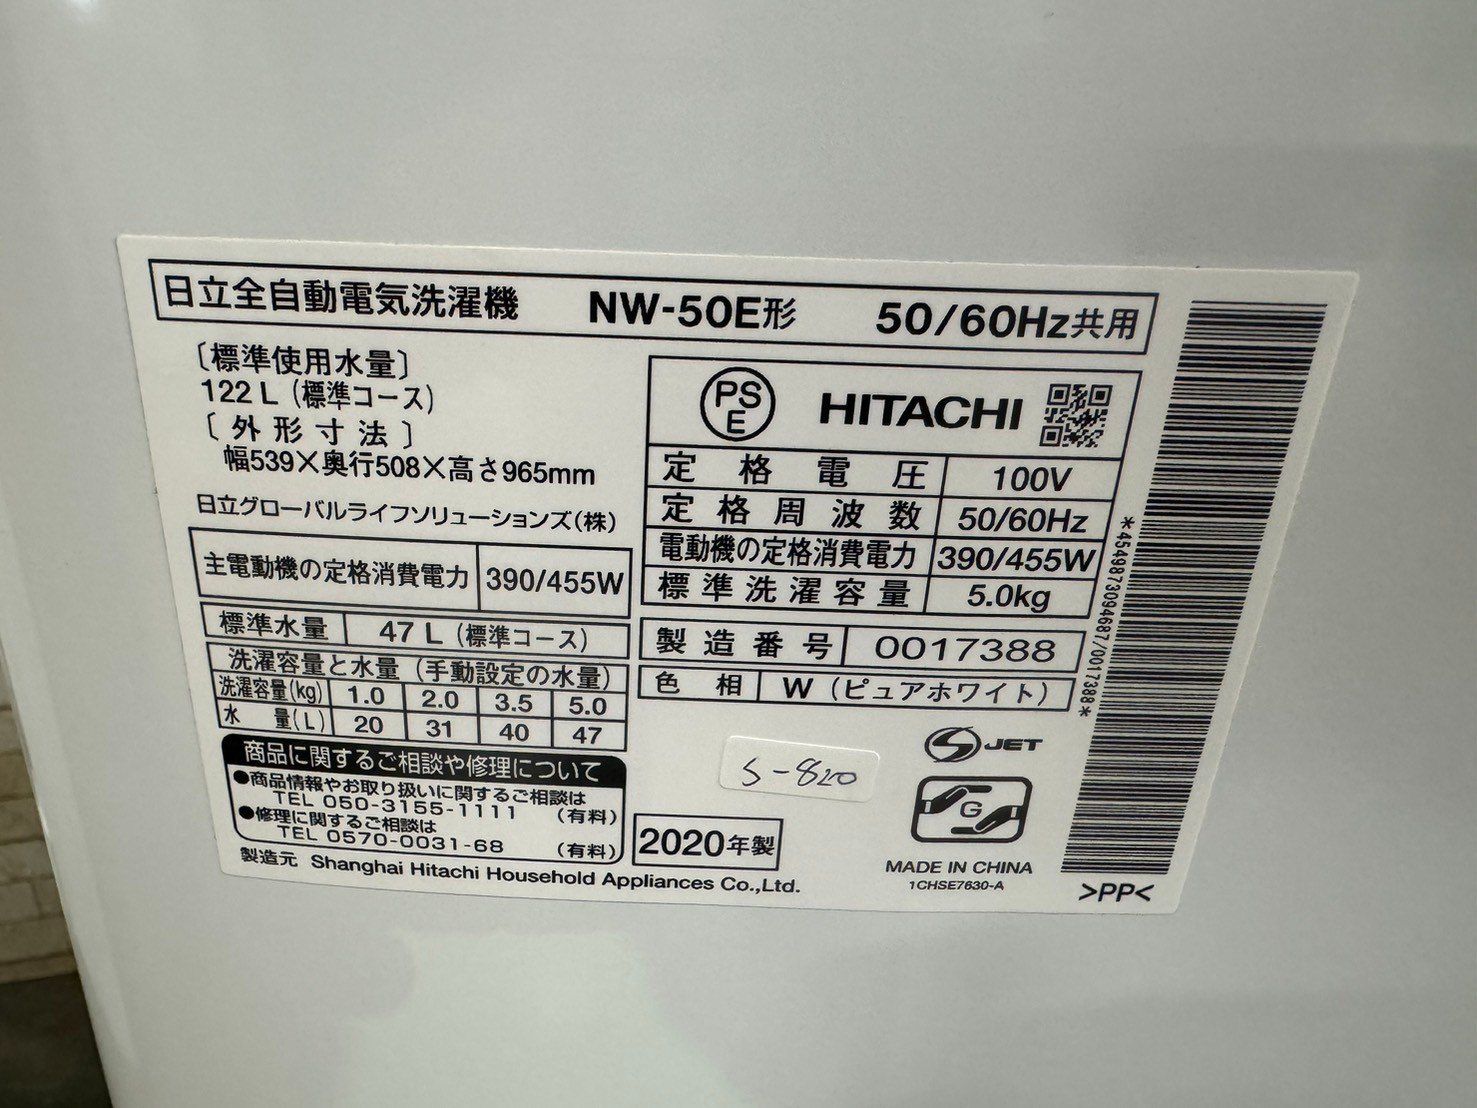 日立全自動電気洗濯機 NW-50E形 50/60Hz共用
〔標準使用水量〕
122 L (標準コース)
〔外形寸法〕
幅539×奥行508×高さ965mm
日立グローバルライフソリューションズ(株)
主電動機の定格消費電力 390/455W
標準水量 47 L (標準コース)
洗濯容量と水量 (手動設定の水量)
洗濯容量(kg) 1.0 2.0 3.5 5.0
水量(L) 20 31 40 47
商品に関するご相談や修理について
●商品情報やお取り扱いに関するご相談は
TEL 050-3155-1111 (有料)
●修理に関するご相談は
TEL 0570-0031-68 (有料)
製造元 Shanghai Hitachi Household Appliances Co.,Ltd.
PS
E
HITACHI
定格電圧 100V
定格周波数 50/60Hz
電動機の定格消費電力 390/455W
標準洗濯容量 5.0kg
製造番号 0017388
色相 W (ピュアホワイト)
S-820
2020年製
S JET
G
MADE IN CHINA
1CHSE7630-A
*4549873094687/0017388*
>PP<